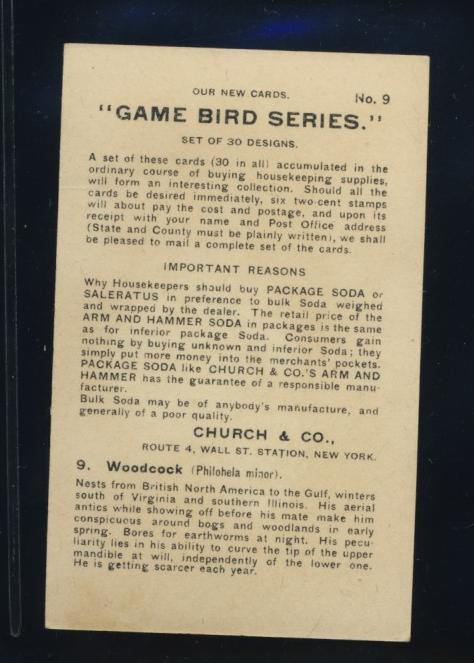 OUR NEW CARDS.
No. 9
"GAME BIRD SERIES."
SET OF 30 DESIGNS.
A set of these cards (30 in all) accumulated in the
ordinary course of buying housekeeping supplies,
will form an interesting collection. Should all the
cards be desired immediately, six two-cent stamps
will about pay the cost and postage, and upon its
receipt with your name and Post Office address
(State and County must be plainly written), we shall
be pleased to mail a complete set of the cards.
IMPORTANT REASONS
Why Housekeepers should buy PACKAGE SODA or
SALERATUS in preference to bulk Soda weighed
and wrapped by the dealer. The retail price of the
ARM AND HAMMER SODA in packages is the same
as for inferior package Soda. Consumers gain
nothing by buying unknown and inferior Soda; they
simply put more money into the merchants' pockets.
PACKAGE SODA like CHURCH & CO.'S ARM AND
HAMMER has the guarantee of a responsible manu-
facturer.
Bulk Soda may be of anybody's manufacture, and
generally of a poor quality.
CHURCH & CO.,
ROUTE 4, WALL ST. STATION, NEW YORK.
9. Woodcock (Philohela minor).
Nests from British North America to the Gulf, winters
south of Virginia and southern Illinois. His aerial
antics while showing off before his mate make him
conspicuous around bogs and woodlands in early
spring. Bores for earthworms at night. His pecu-
liarity lies in his ability to curve the tip of the upper
mandible at will, independently of the lower one.
He is getting scarcer each year.